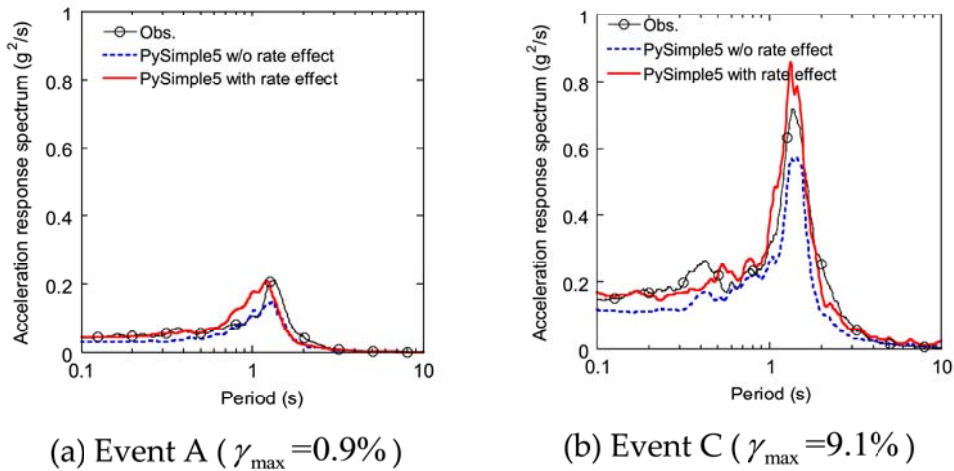 Acceleration response spectrum (g²/s)
1
0.8
0.6
0.4
0.2
0
Obs.
PySimple5 w/o rate effect
PySimple5 with rate effect
0.1
1
10
Period (s)
(a) Event A ( γmax =0.9%)
Acceleration response spectrum (g²/s)
1
0.8
0.6
0.4
0.2
0
Obs.
PySimple5 w/o rate effect
PySimple5 with rate effect
0.1
1
10
Period (s)
(b) Event C ( γmax =9.1%)